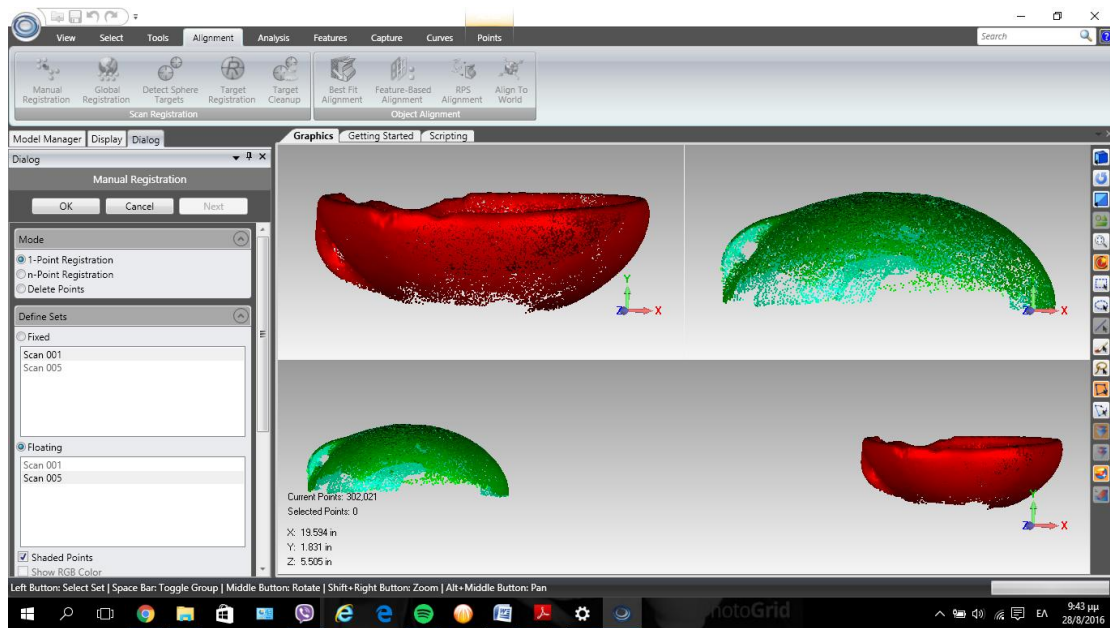 View Select Tools Alignment Analysis Features Capture Curves Points
Search
Manual Registration
Global Registration
Detect Sphere Targets
Target Registration
Target Cleanup
Best Fit Alignment
Feature-Based Alignment
RPS Alignment
Align To World
Scan Registration
Object Alignment
Model Manager Display Dialog
Graphics Getting Started Scripting
Dialog
Manual Registration
OK Cancel Next
Mode
1-Point Registration
n-Point Registration
Delete Points
Define Sets
Fixed
Scan 001
Scan 005
Floating
Scan 001
Scan 005
Shaded Points
Show RGB Color
Y
Z X
Z X
Current Points: 302,021
Selected Points: 0
X: 19.594 in
Y: 1.831 in
Z: 5.505 in
Z X
Left Button: Select Set | Space Bar: Toggle Group | Middle Button: Rotate | Shift+Right Button: Zoom | Alt+Middle Button: Pan
PhotoGrid
ΕΛ
9:43 μμ
28/8/2016